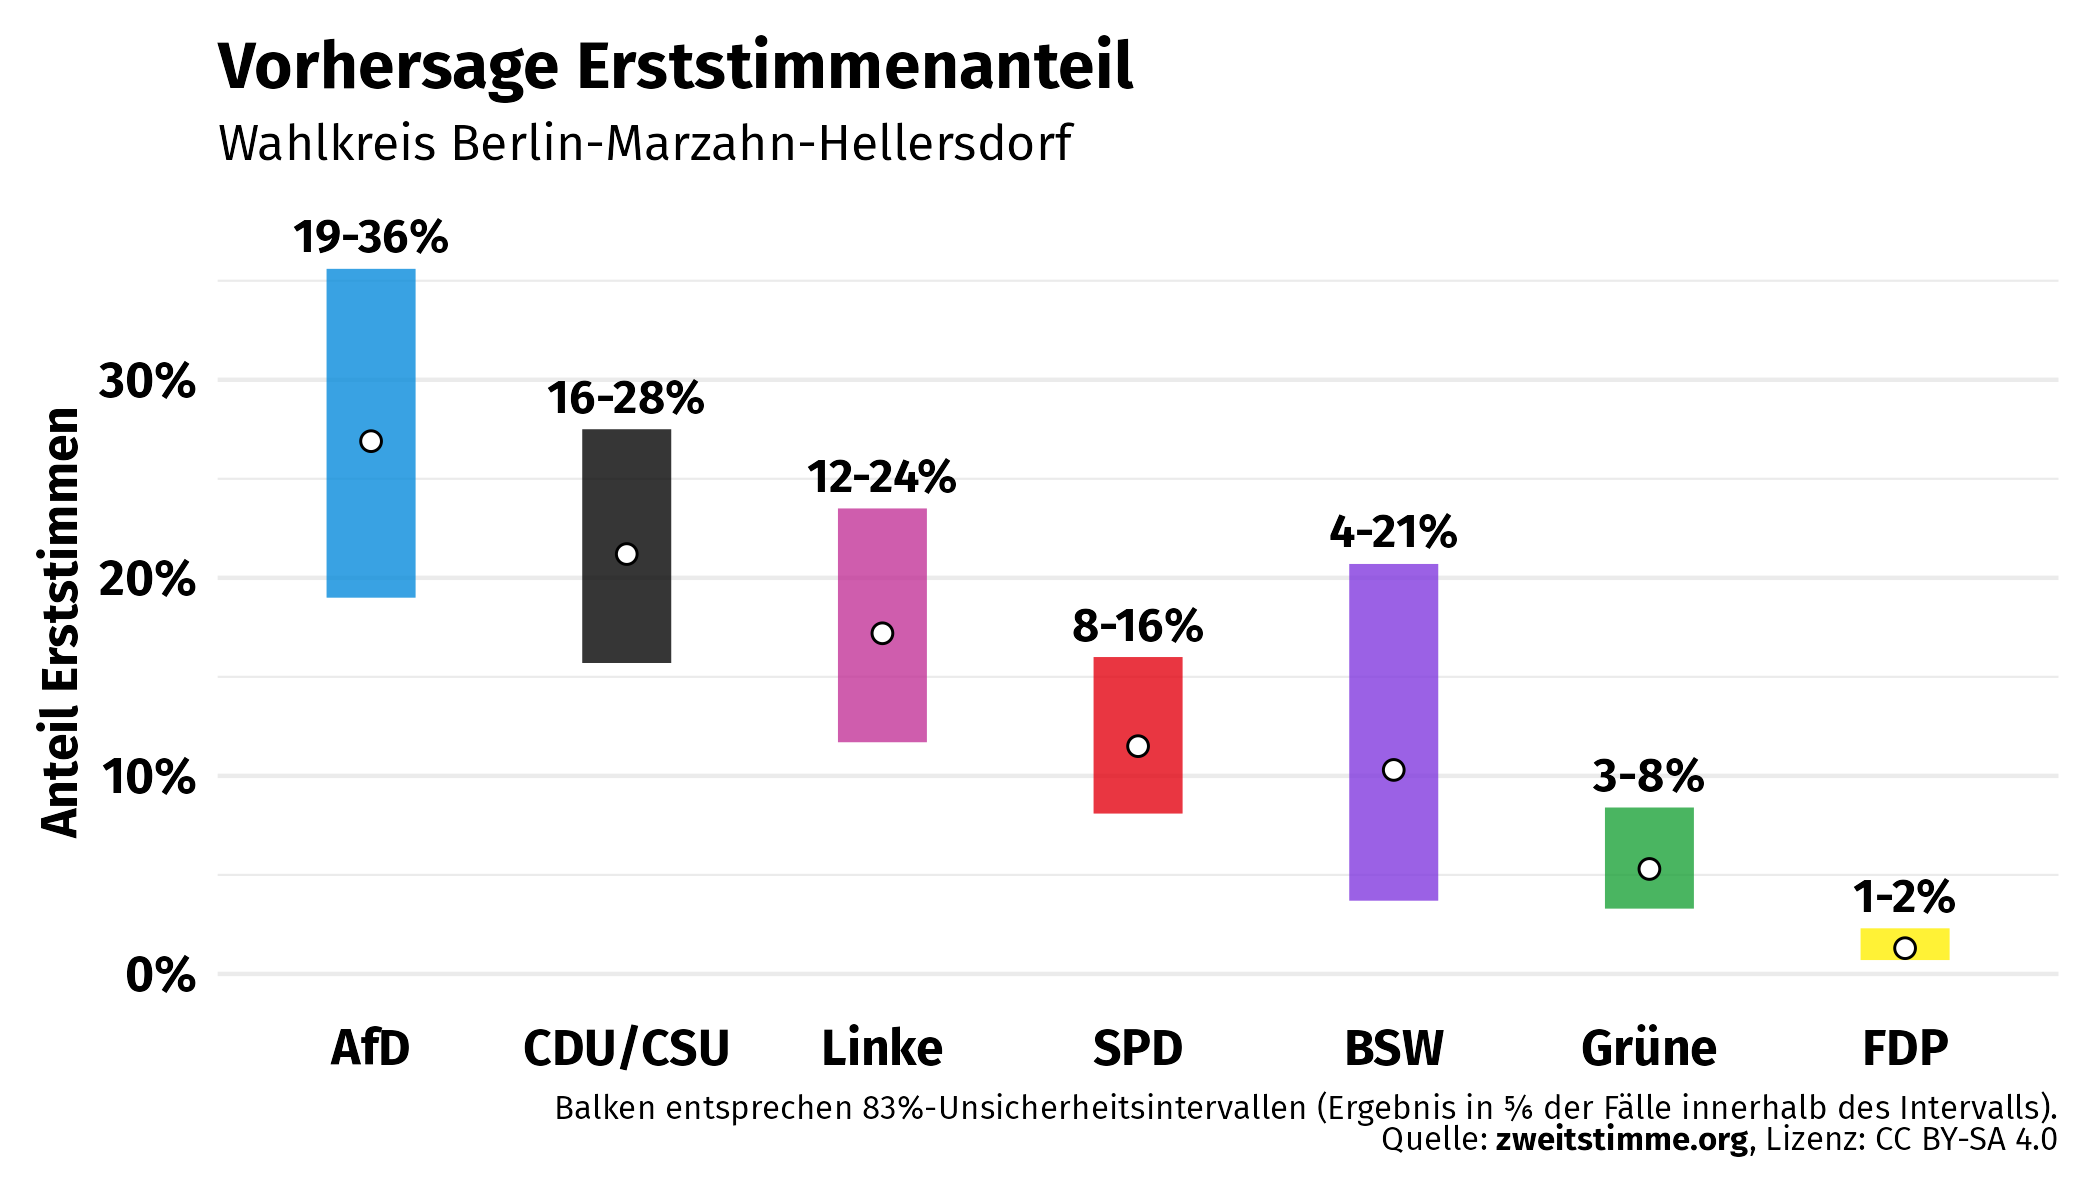 Vorhersage Erststimmenanteil
Wahlkreis Berlin-Marzahn-Hellersdorf
Anteil Erststimmen
30%
20%
10%
0%
19-36%
16-28%
12-24%
8-16%
4-21%
3-8%
1-2%
AfD CDU/CSU Linke SPD BSW Grüne FDP
Balken entsprechen 83%-Unsicherheitsintervallen (Ergebnis in ⅚ der Fälle innerhalb des Intervalls).
Quelle: zweitstimme.org, Lizenz: CC BY-SA 4.0